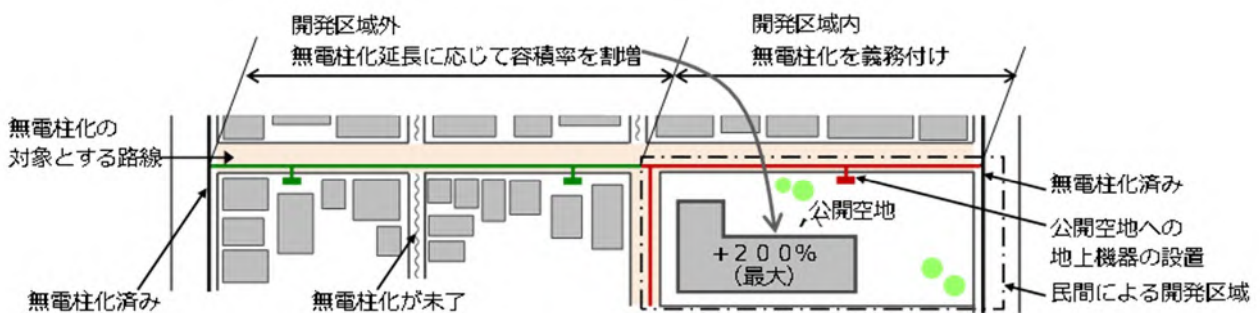 開発区域外
無電柱化延長に応じて容積率を割増
開発区域内
無電柱化を義務付け
無電柱化の
対象とする路線
無電柱化済み
公開空地
公開空地への
地上機器の設置
+200%
(最大)
無電柱化済み
無電柱化が未了
民間による開発区域